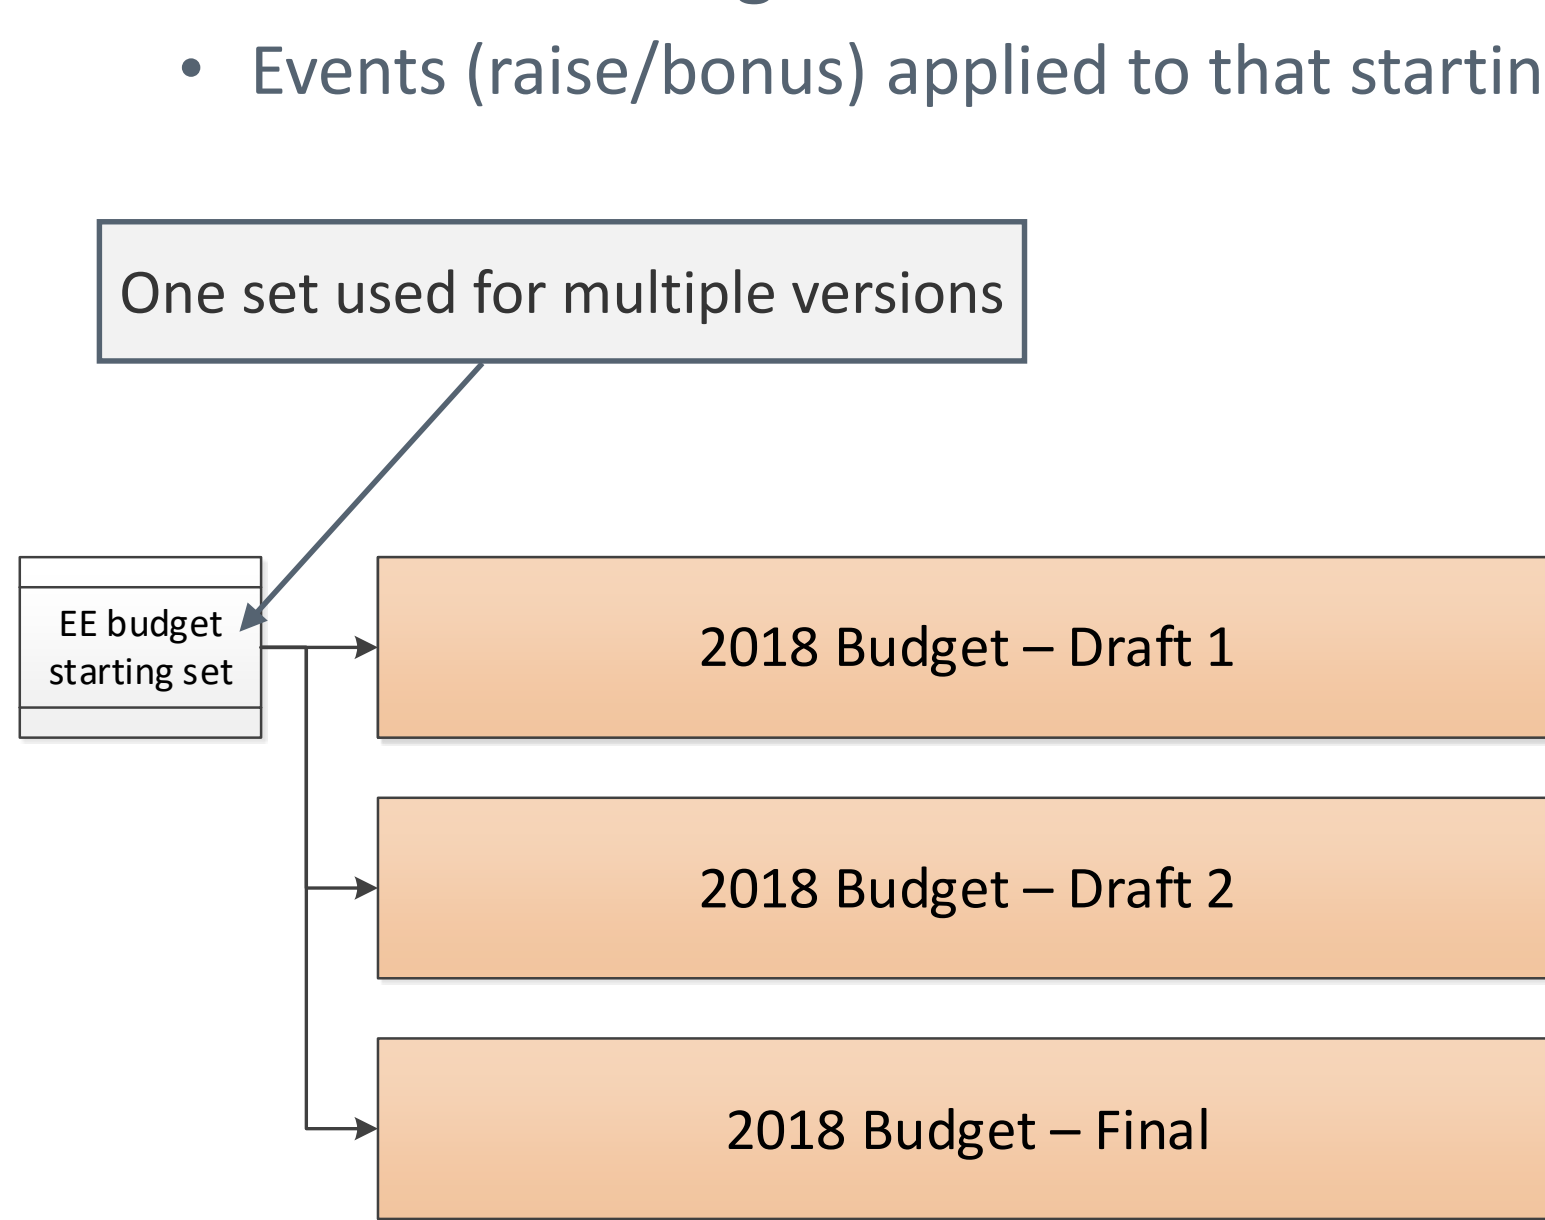 • Events (raise/bonus) applied to that
One set used for multiple versions
EE budget
starting set
2018 Budget – Draft 1
2018 Budget – Draft 2
2018 Budget – Final